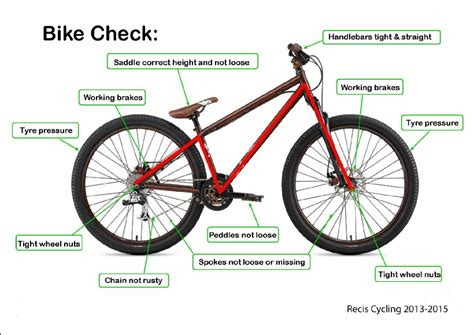 Bike Check:
Handlebars tight & straight
Saddle correct height and not loose
Working brakes
Working brakes
Tyre pressure
Tyre pressure
Peddles not loose
Tight wheel nuts
Spokes not loose or missing
Tight wheel nuts
Chain not rusty
Recis Cycling 2013-2015